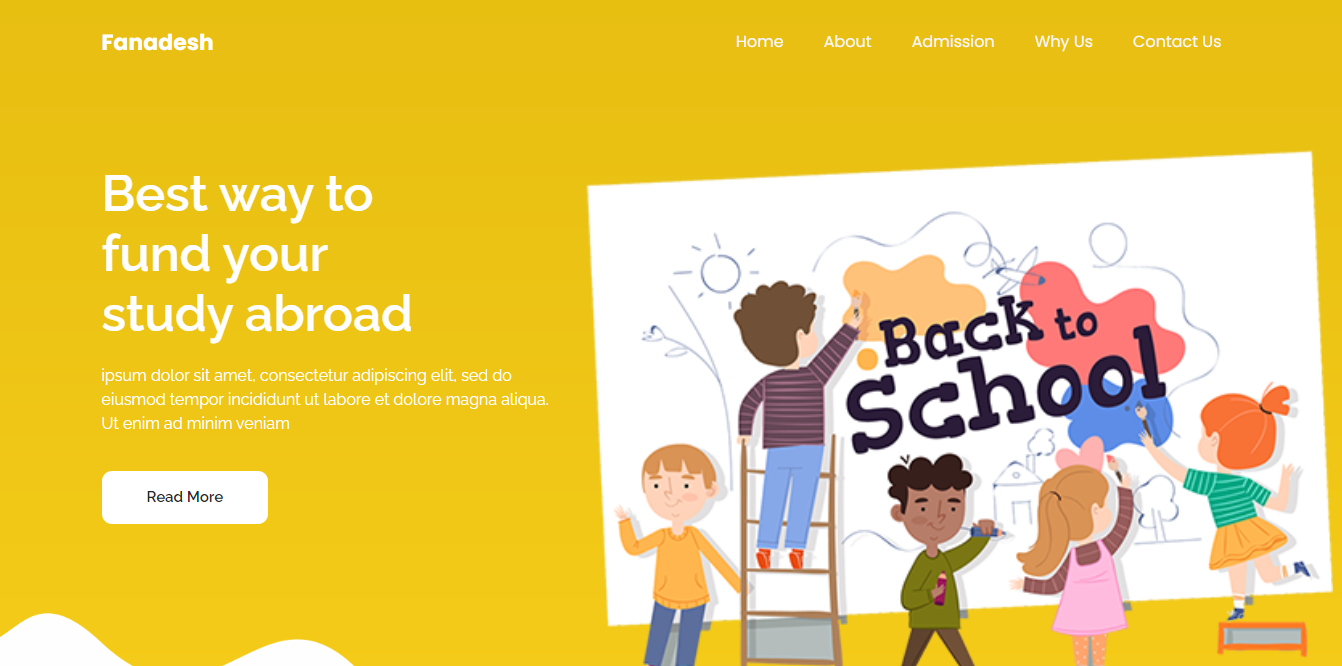 Fanadesh
Home About Admission Why Us Contact Us
Best way to
fund your
study abroad
ipsum dolor sit amet, consectetur adipiscing elit, sed do
eiusmod tempor incididunt ut labore et dolore magna aliqua.
Ut enim ad minim veniam
Read More
Back to
School